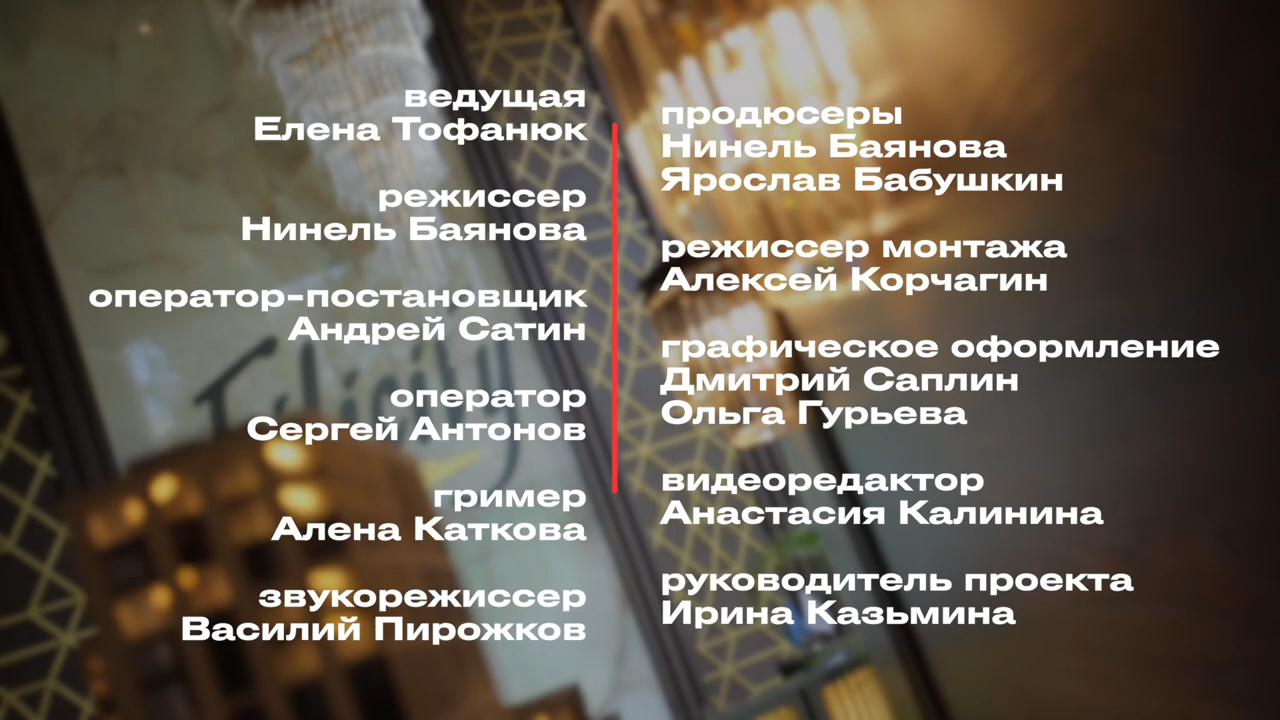 ведущая
Елена Тофанюк
режиссер
Нинель Баянова
оператор-постановщик
Андрей Сатин
оператор
Сергей Антонов
гример
Алена Каткова
звукорежиссер
Василий Пирожков
продюсеры
Нинель Баянова
Ярослав Бабушкин
режиссер монтажа
Алексей Корчагин
графическое оформление
Дмитрий Саплин
Ольга Гурьева
видеоредактор
Анастасия Калинина
руководитель проекта
Ирина Казьмина